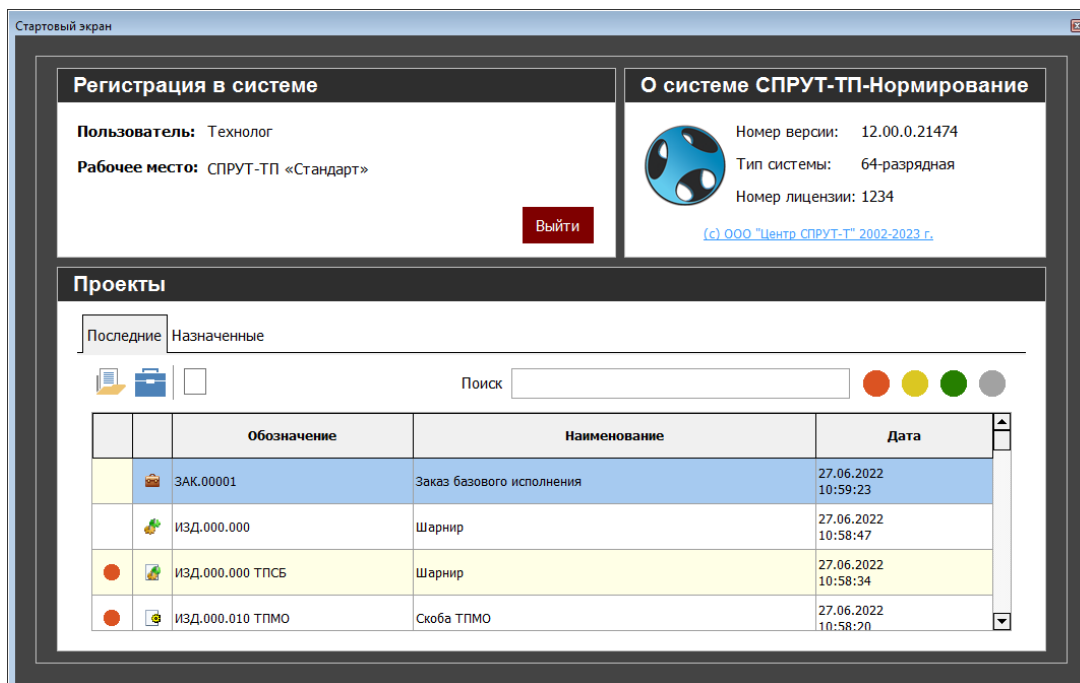 Стартовый экран
Регистрация в системе
Пользователь: Технолог
Рабочее место: СПРУТ-ТП «Стандарт»
Выйти
О системе СПРУТ-ТП-Нормирование
Номер версии: 12.00.0.21474
Тип системы: 64-разрядная
Номер лицензии: 1234
(c) ООО "Центр СПРУТ-Т" 2002-2023 г.
Проекты
Последние Назначенные
Поиск
Обозначение Наименование Дата
ЗАК.00001 Заказ базового исполнения 27.06.2022
10:59:23
ИЗД.000.000 Шарнир 27.06.2022
10:58:47
ИЗД.000.000 ТПСБ Шарнир 27.06.2022
10:58:34
ИЗД.000.010 ТПМО Скоба ТПМО 27.06.2022
10:58:20